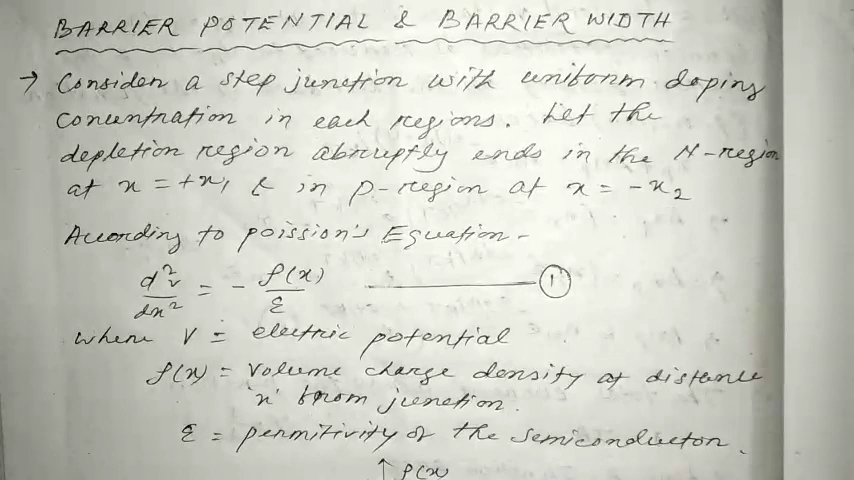 BARRIER POTENTIAL & BARRIER WIDTH
→ Consider a step junction with uniform doping
concentration in each regions. Let the
depletion region abruptly ends in the N-region
at x = +x₁ & in p-region at x = -x₂
According to poission's Equation -
d²v/dx² = - ρ(x)/ε ——— ①
where V = electric potential
ρ(x) = volume charge density at distance
'x' from junction.
ε = permitivity of the semiconductor.
↑ ρ(x